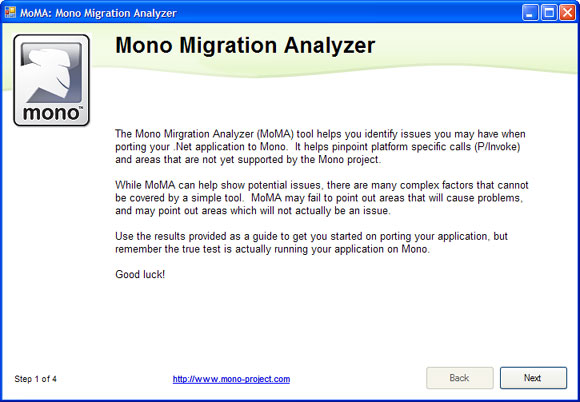 MoMA: Mono Migration Analyzer
Mono Migration Analyzer
mono™
The Mono Mirgration Analyzer (MoMA) tool helps you identify issues you may have when
porting your .Net application to Mono. It helps pinpoint platform specific calls (P/Invoke)
and areas that are not yet supported by the Mono project.
While MoMA can help show potential issues, there are many complex factors that cannot
be covered by a simple tool. MoMA may fail to point out areas that will cause problems,
and may point out areas which will not actually be an issue.
Use the results provided as a guide to get you started on porting your application, but
remember the true test is actually running your application on Mono.
Good luck!
Step 1 of 4
http://www.mono-project.com
Back
Next